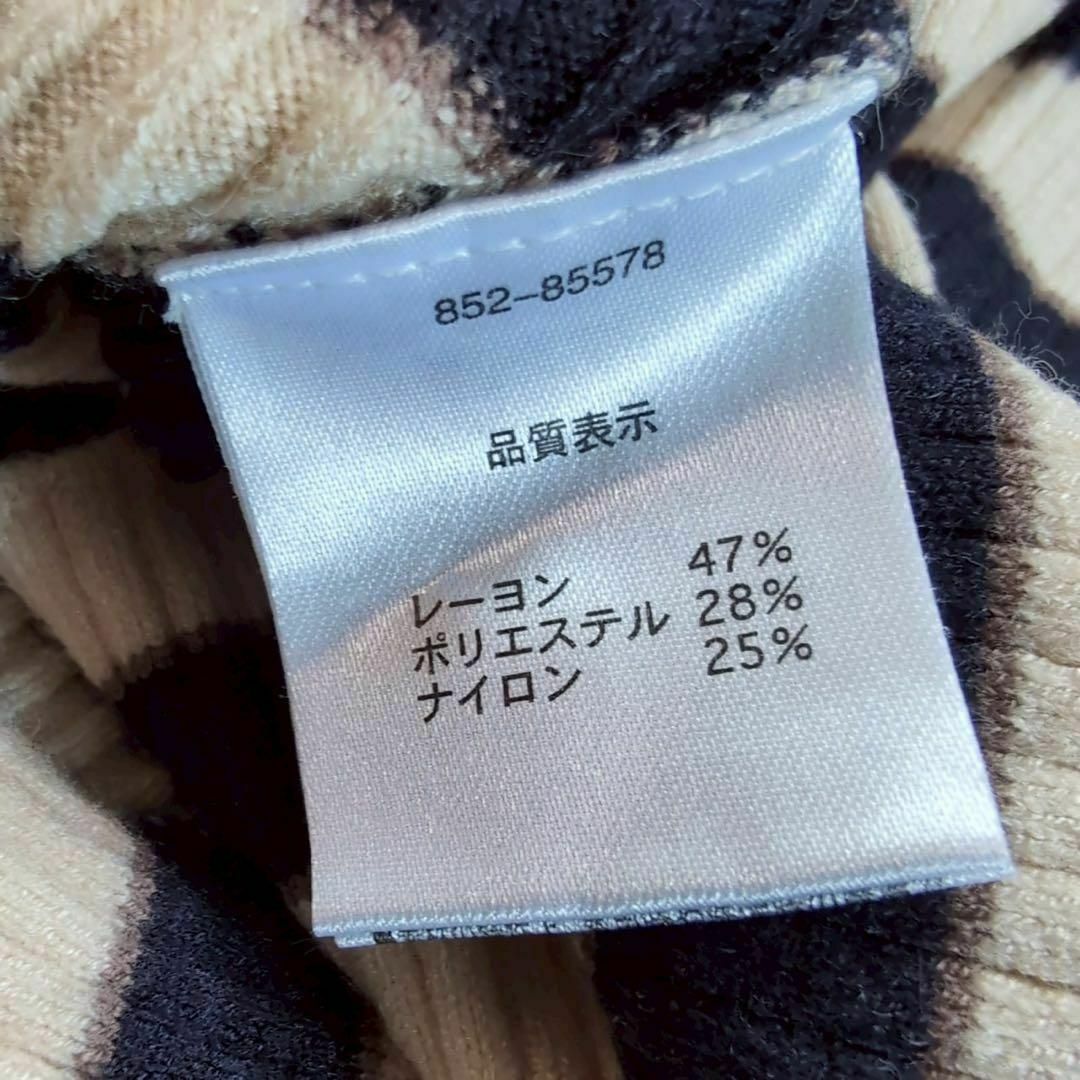 852-85578
品質表示
レーヨン 47%
ポリエステル 28%
ナイロン 25%